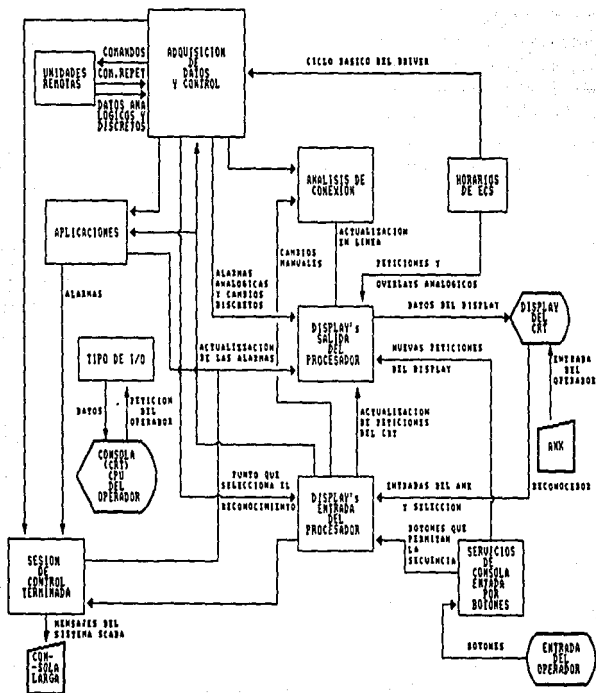 COMANDOS
COM.REPET
DATOS ANA
LOGICOS Y
DISCRETOS
UNIDADES
REMOTAS
ADQUISICION
DE
DATOS
Y CONTROL
CICLO BASICO DEL DRIVER
ANALISIS DE
CONEXION
HORARIOS
DE ECS
APLICACIONES
ALARMAS
ALARMAS
ANALOGICAS
Y CAMBIOS
DISCRETOS
CAMBIOS
MANUALES
ACTUALIZACION
EN LINEA
PETICIONES Y
OVERLAYS ANALOGICOS
DATOS DEL DISPLAY
DISPLAY
DEL
CRT
DISPLAY's
SALIDA
DEL
PROCESADOR
ACTUALIZACION
DE LAS ALARMAS
NUEVAS PETICIONES
DEL DISPLAY
ENTRADA
DEL
OPERADOR
TIPO DE I/O
DATOS
PETICION
DEL
OPERADOR
CONSOLA
(CRT)
CPU
DEL
OPERADOR
ACTUALIZACION
DE PETICIONES
DEL CRT
ANK
RECONOCEDOR
PUNTO QUE
SELECCIONA EL
RECONOCIMIENTO
DISPLAY's
ENTRADA
DEL
PROCESADOR
ENTRADAS DEL ANK
Y SELECCION
BOTONES QUE
PERMITAN
LA
SECUENCIA
SERVICIOS
DE
CONSOLA
ENTADA
POR
BOTONES
SESION
DE
CONTROL
TERMINADA
MENSAJES DEL
SISTEMA SCADA
CON-
-SOLA
LARGA
BOTONES
ENTRADA
DEL
OPERADOR